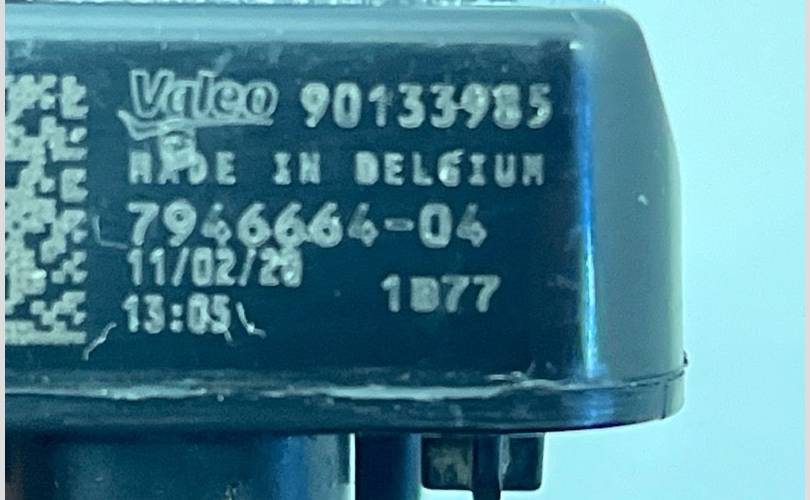 Valeo 90133985
MADE IN BELGIUM
7946664-04
11/02/20
13:05 1B77